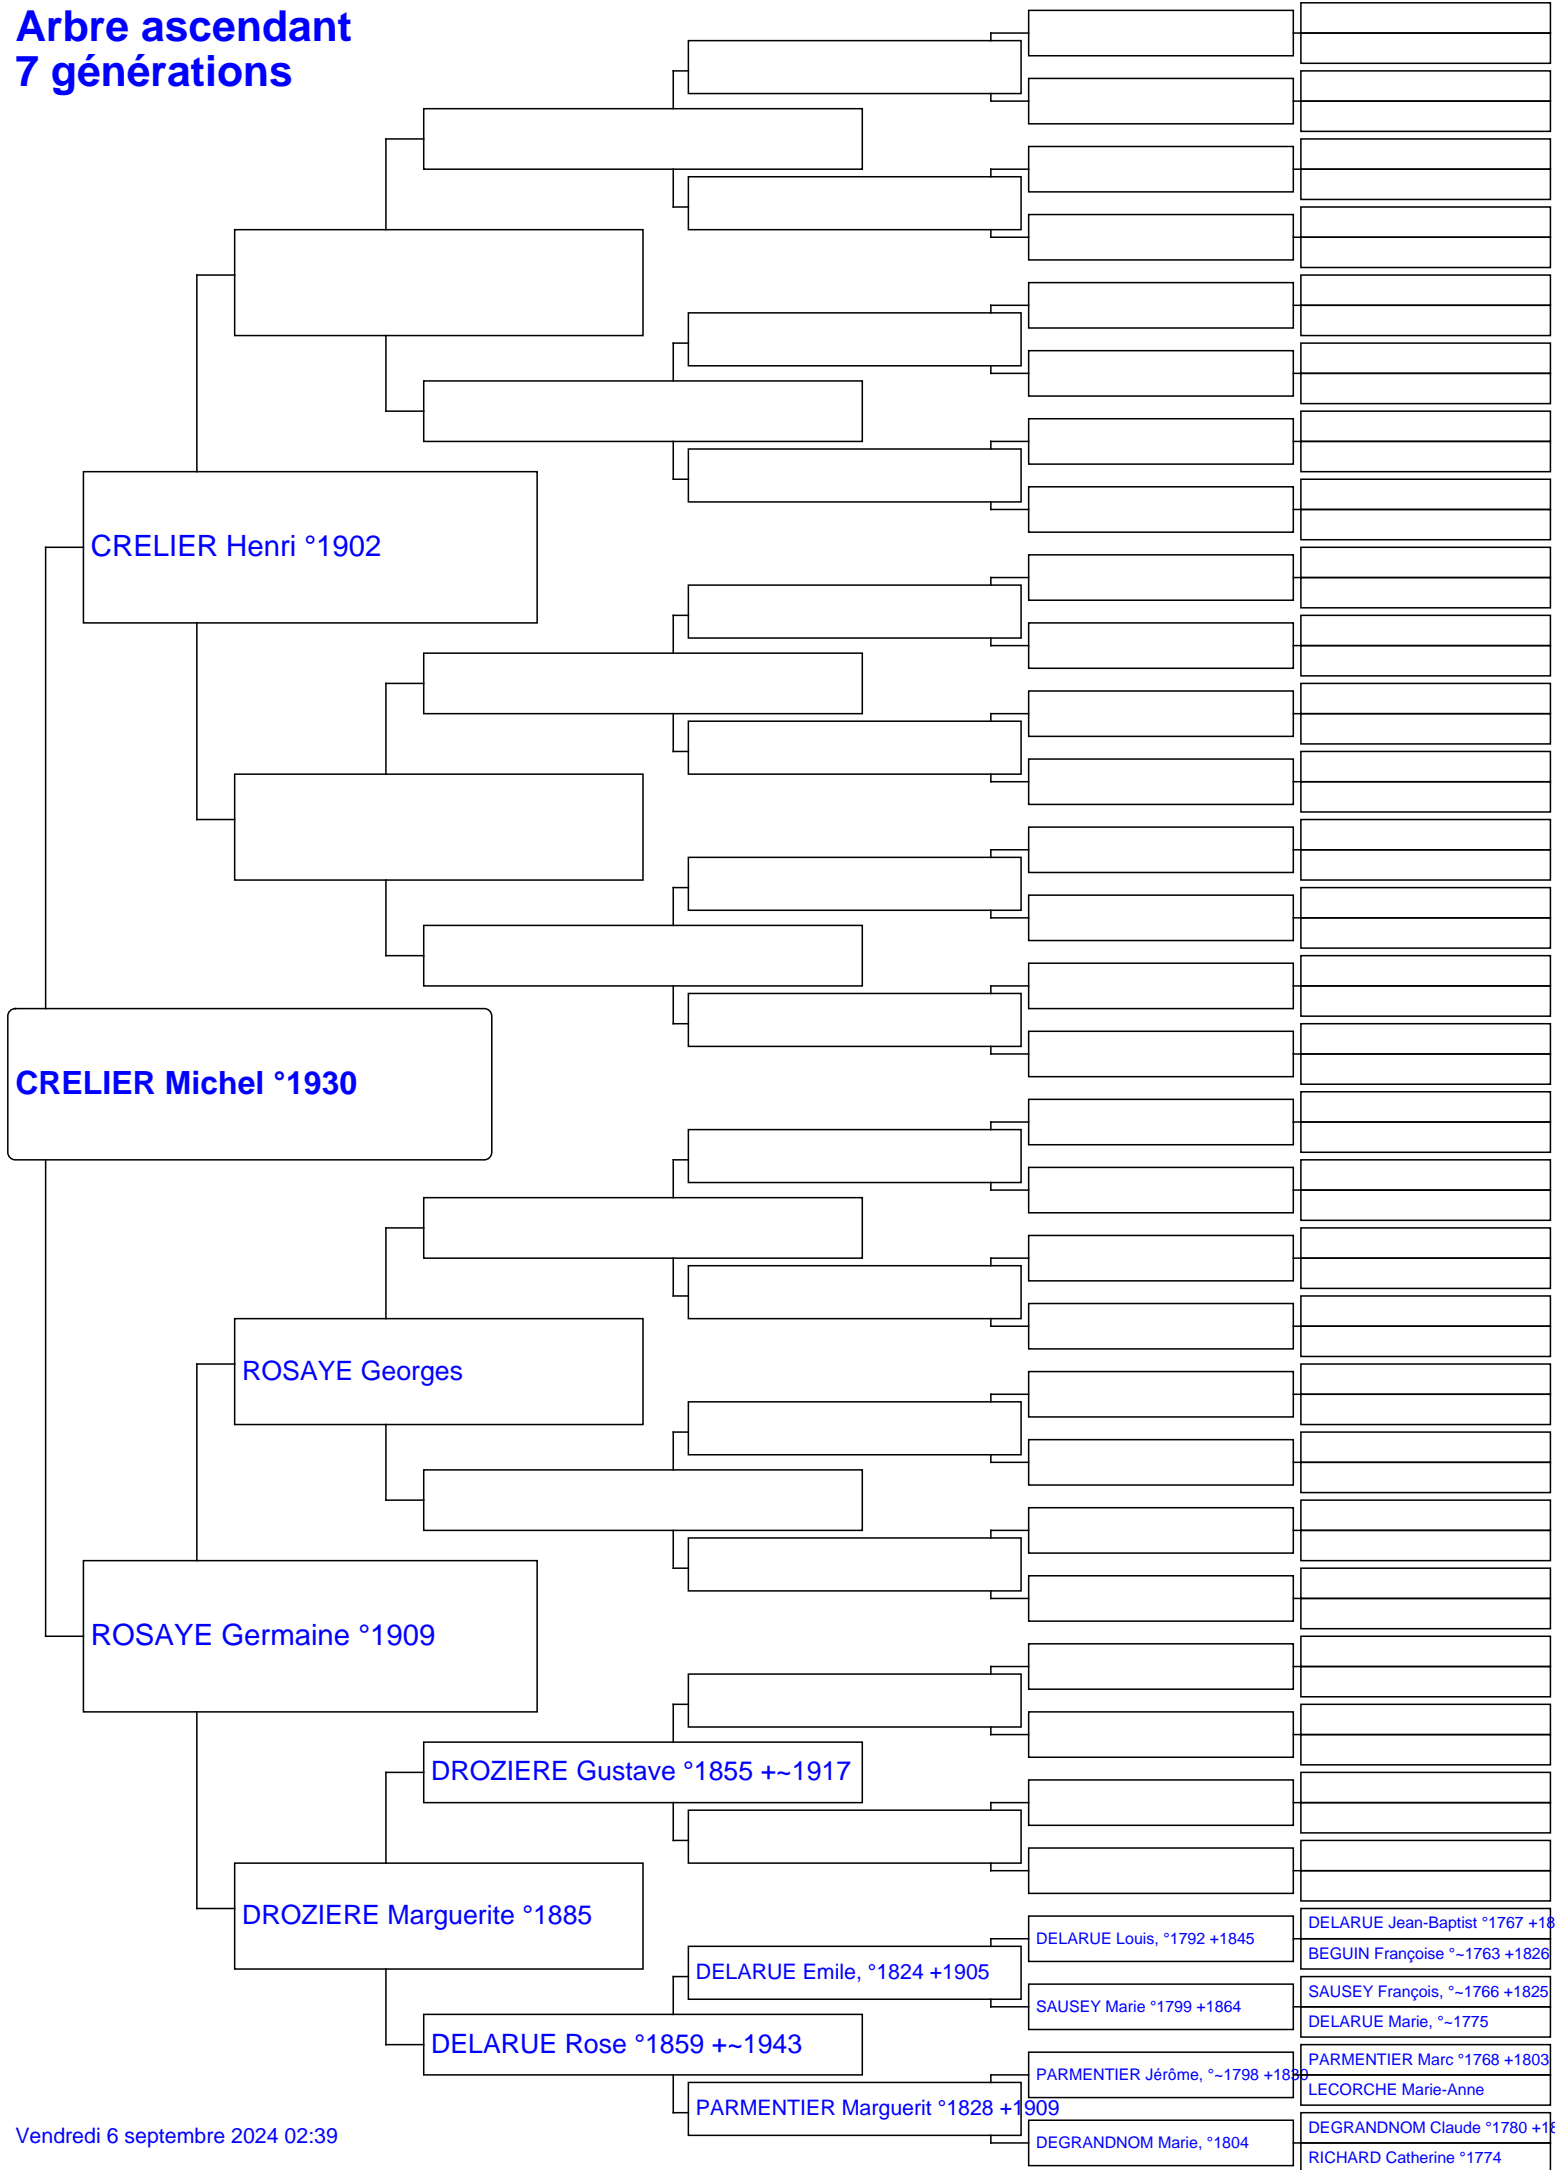 Arbre ascendant
7 générations
CRELIER Henri °1902
CRELIER Michel °1930
ROSAYE Georges
ROSAYE Germaine °1909
DROZIERE Gustave °1855 +~1917
DROZIERE Marguerite °1885
DELARUE Rose °1859 +~1943
DELARUE Emile, °1824 +1905
PARMENTIER Marguerit °1828 +1909
DELARUE Louis, °1792 +1845
SAUSEY Marie °1799 +1864
PARMENTIER Jérôme, °~1798 +1830
DEGRANDNOM Marie, °1804
DELARUE Jean-Baptist °1767 +18
BEGUIN Françoise °~1763 +1826
SAUSEY François, °~1766 +1825
DELARUE Marie, °~1775
PARMENTIER Marc °1768 +1803
LECORCHE Marie-Anne
DEGRANDNOM Claude °1780 +18
RICHARD Catherine °1774
Vendredi 6 septembre 2024 02:39